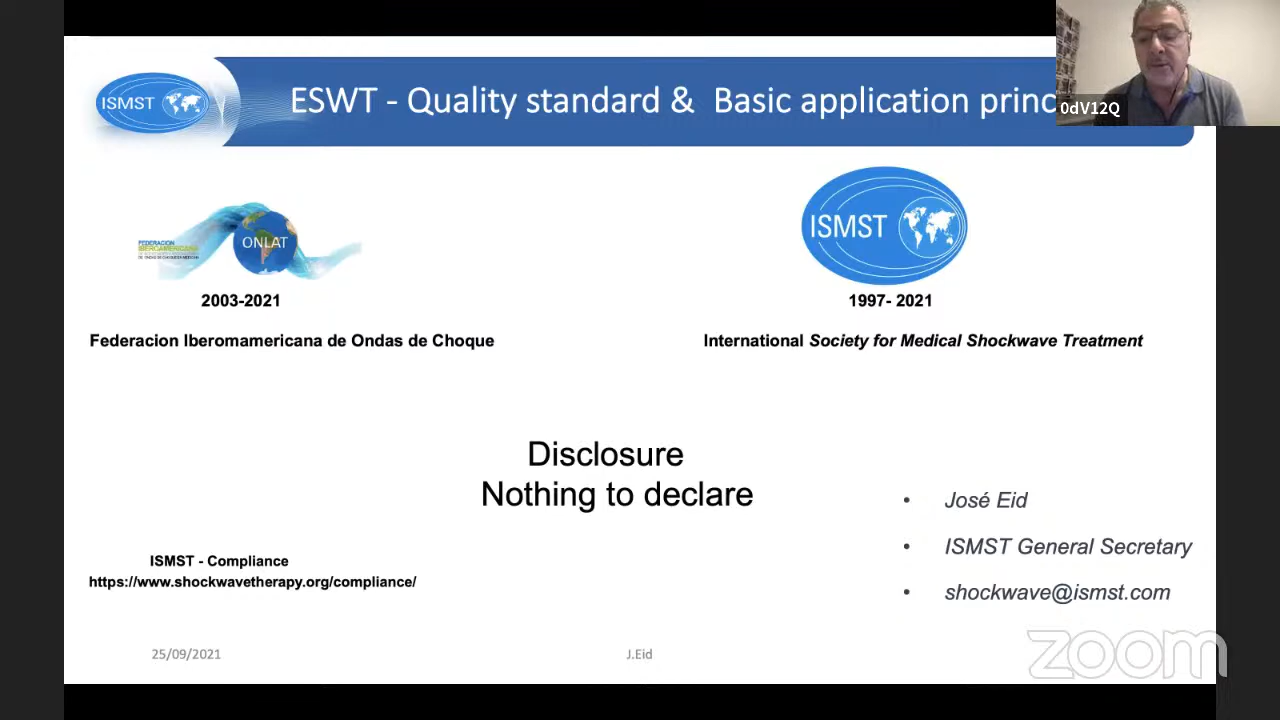 ISMST
ESWT - Quality standard & Basic application princ
0dV12Q
FEDERACION
IBEROAMERICANA
ONLAT
ISMST
2003-2021
1997- 2021
Federacion Iberomamericana de Ondas de Choque
International Society for Medical Shockwave Treatment
Disclosure
Nothing to declare
• José Eid
• ISMST General Secretary
• shockwave@ismst.com
ISMST - Compliance
https://www.shockwavetherapy.org/compliance/
25/09/2021
J.Eid
zoom